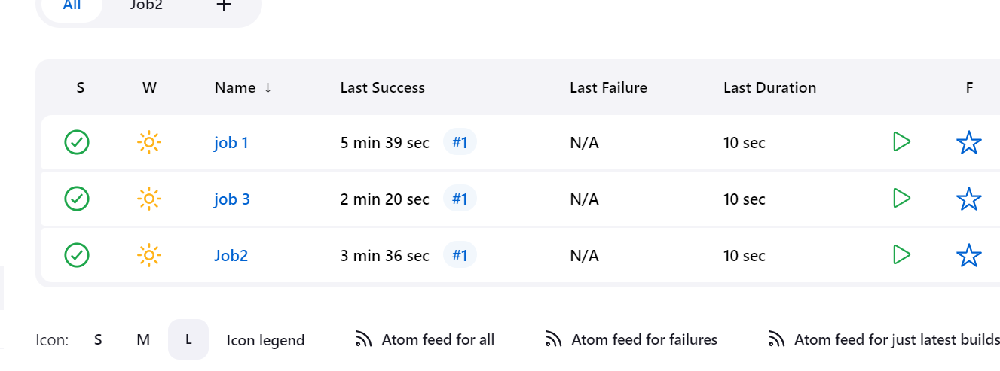 All Job2 +
S W Name ↓ Last Success Last Failure Last Duration F
job 1 5 min 39 sec #1 N/A 10 sec
job 3 2 min 20 sec #1 N/A 10 sec
Job2 3 min 36 sec #1 N/A 10 sec
Icon: S M L Icon legend Atom feed for all Atom feed for failures Atom feed for just latest builds